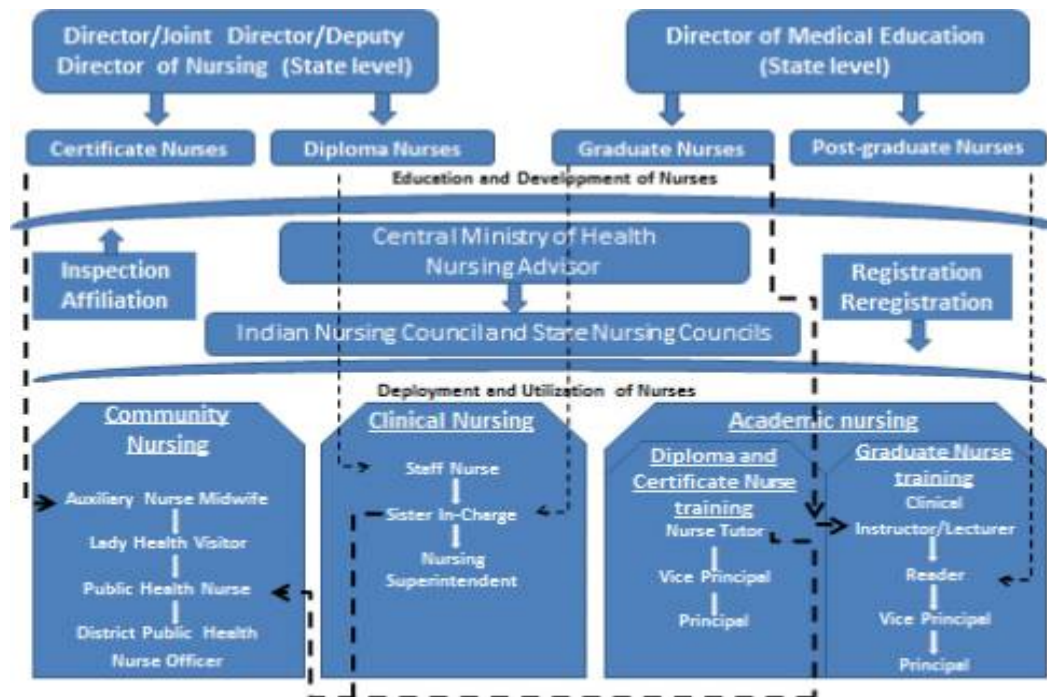 Director/Joint Director/Deputy
Director of Nursing (State level)
Director of Medical Education
(State level)
Certificate Nurses
Diploma Nurses
Graduate Nurses
Post-graduate Nurses
Education and Development of Nurses
Central Ministry of Health
Nursing Advisor
Inspection
Affiliation
Registration
Reregistration
Indian Nursing Council and State Nursing Councils
Deployment and Utilization of Nurses
Community
Nursing
Auxiliary Nurse Midwife
Lady Health Visitor
Public Health Nurse
District Public Health
Nurse Officer
Clinical Nursing
Staff Nurse
Sister In-Charge
Nursing
Superintendent
Academic nursing
Diploma and
Certificate Nurse
training
Nurse Tutor
Vice Principal
Principal
Graduate Nurse
training
Clinical
Instructor/Lecturer
Reader
Vice Principal
Principal